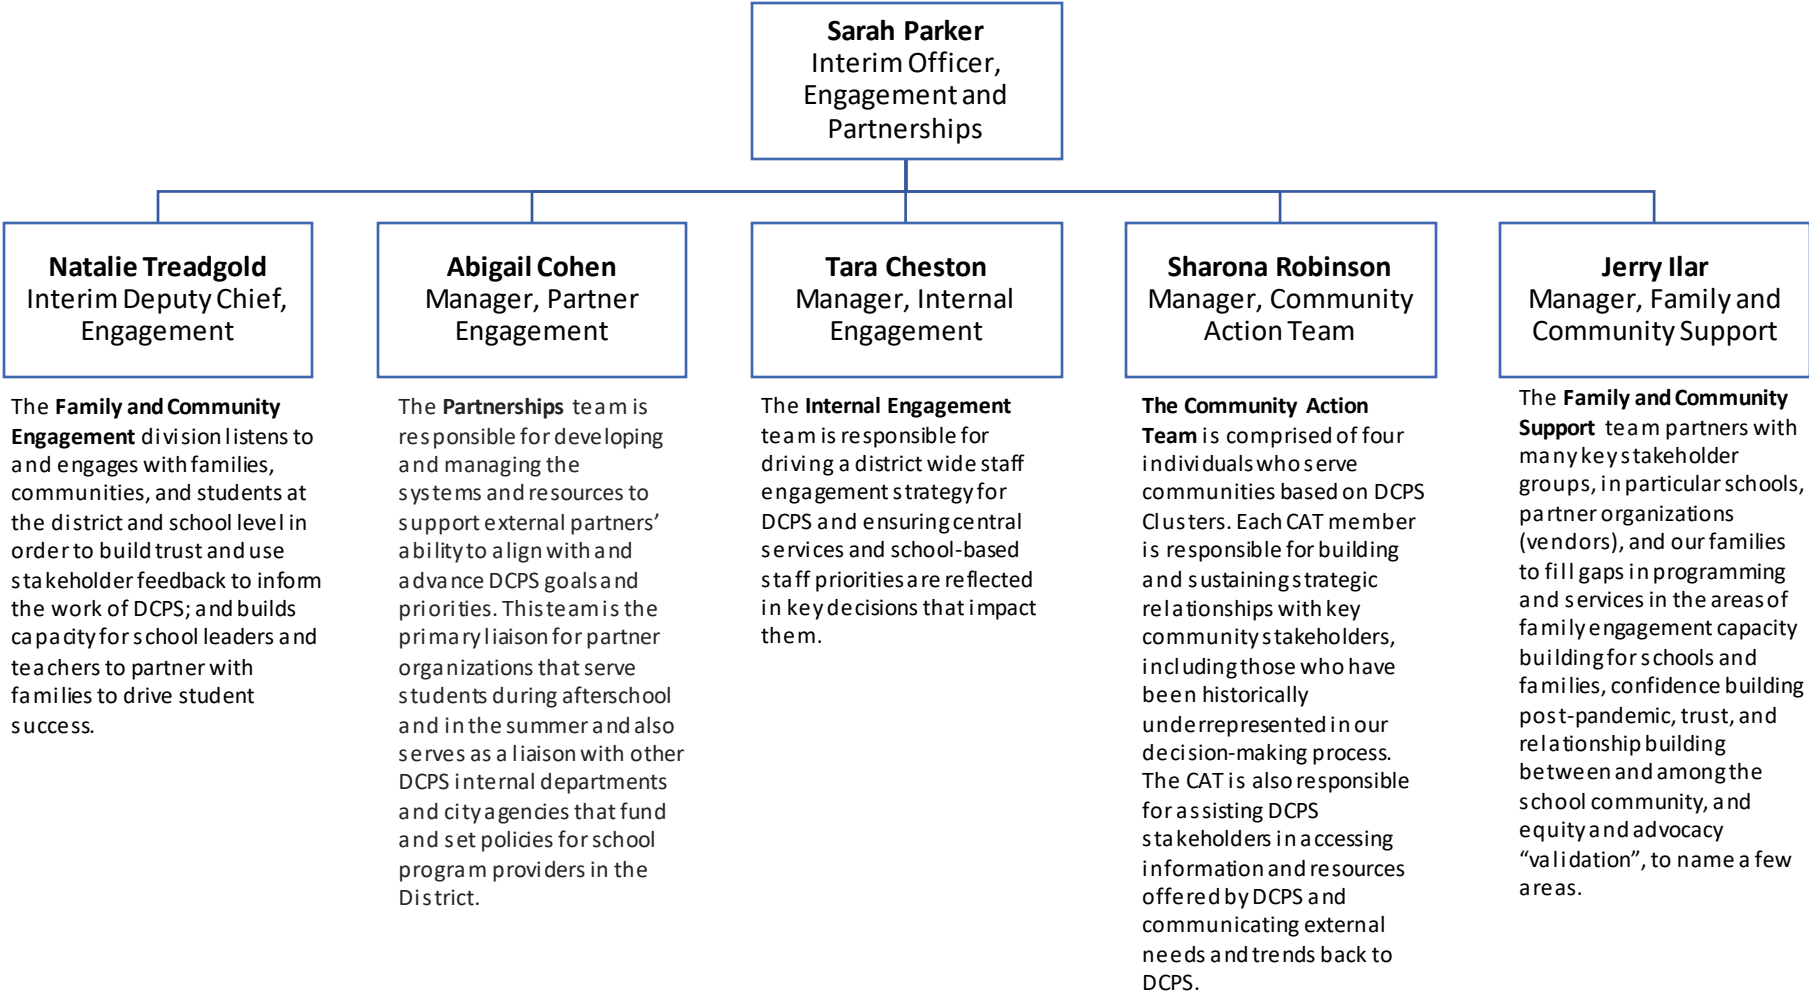 Sarah Parker
Interim Officer,
Engagement and
Partnerships
Natalie Treadgold
Interim Deputy Chief,
Engagement
Abigail Cohen
Manager, Partner
Engagement
Tara Cheston
Manager, Internal
Engagement
Sharona Robinson
Manager, Community
Action Team
Jerry Ilar
Manager, Family and
Community Support
The Family and Community
Engagement division listens to
and engages with families,
communities, and students at
the district and school level in
order to build trust and use
stakeholder feedback to inform
the work of DCPS; and builds
capacity for school leaders and
teachers to partner with
families to drive student
success.
The Partnerships team is
responsible for developing
and managing the
systems and resources to
support external partners’
ability to align with and
advance DCPS goals and
priorities. This team is the
primary liaison for partner
organizations that serve
students during afterschool
and in the summer and also
serves as a liaison with other
DCPS internal departments
and city agencies that fund
and set policies for school
program providers in the
District.
The Internal Engagement
team is responsible for
driving a district wide staff
engagement strategy for
DCPS and ensuring central
services and school-based
staff priorities are reflected
in key decisions that impact
them.
The Community Action
Team is comprised of four
individuals who serve
communities based on DCPS
Clusters. Each CAT member
is responsible for building
and sustaining strategic
relationships with key
community stakeholders,
including those who have
been historically
underrepresented in our
decision-making process.
The CAT is also responsible
for assisting DCPS
stakeholders in accessing
information and resources
offered by DCPS and
communicating external
needs and trends back to
DCPS.
The Family and Community
Support team partners with
many key stakeholder
groups, in particular schools,
partner organizations
(vendors), and our families
to fill gaps in programming
and services in the areas of
family engagement capacity
building for schools and
families, confidence building
post-pandemic, trust, and
relationship building
between and among the
school community, and
equity and advocacy
“validation”, to name a few
areas.